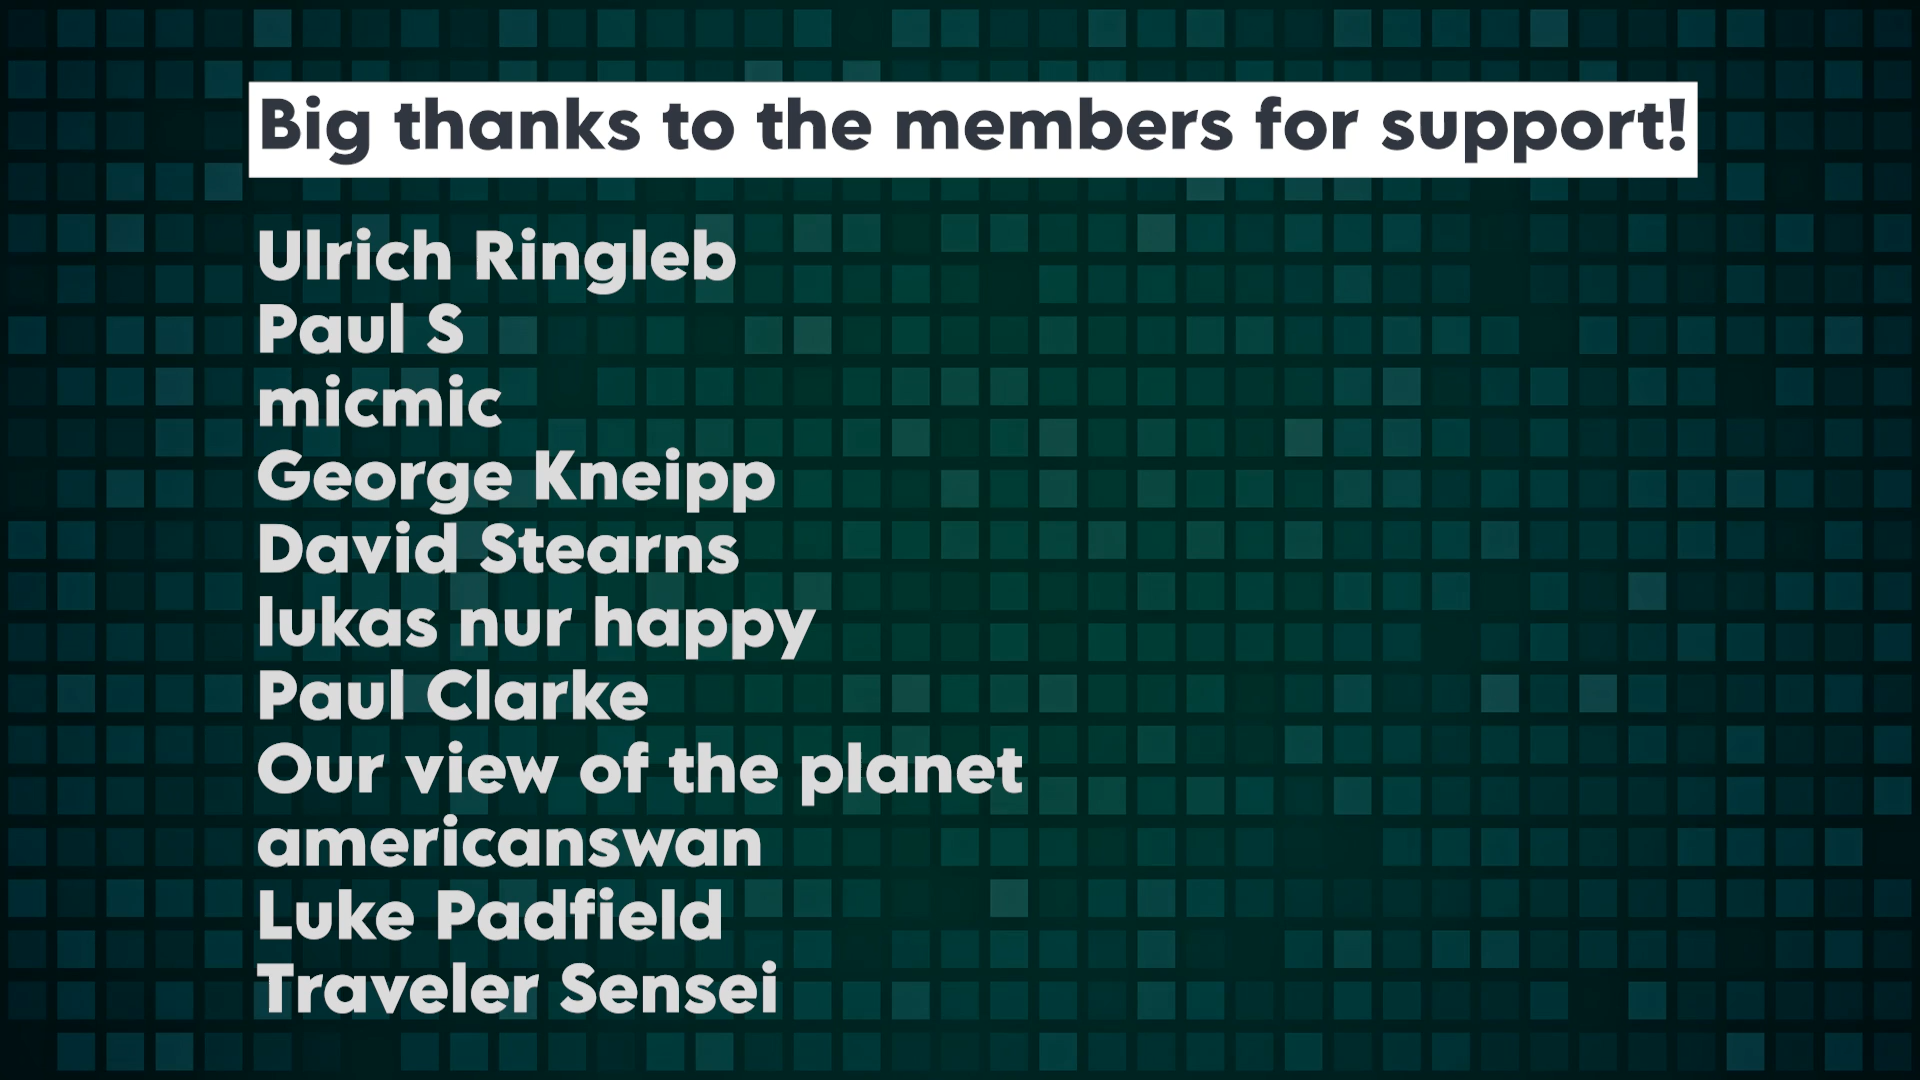 Big thanks to the members for support!
Ulrich Ringleb
Paul S
micmic
George Kneipp
David Stearns
lukas nur happy
Paul Clarke
Our view of the planet
americanswan
Luke Padfield
Traveler Sensei